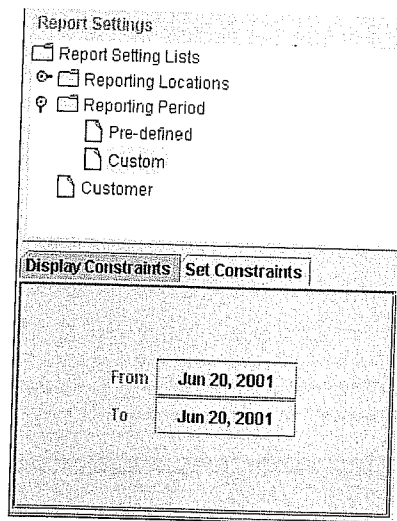 Report Settings
Report Setting Lists
Reporting Locations
Reporting Period
Pre-defined
Custom
Customer
Display Constraints Set Constraints
From Jun 20, 2001
To Jun 20, 2001